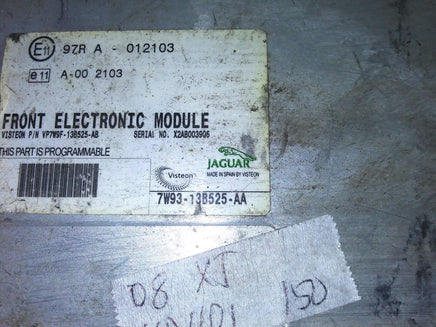 E11 97R A - 012103
e11 A-00 2103
FRONT ELECTRONIC MODULE
VISTEON P/N VP7W9F-13B525-AB SERIAL NO. X2AB003906
THIS PART IS PROGRAMMABLE
Visteon
JAGUAR
MADE IN SPAIN BY VISTEON
7W93-13B525-AA
08 XJ
150